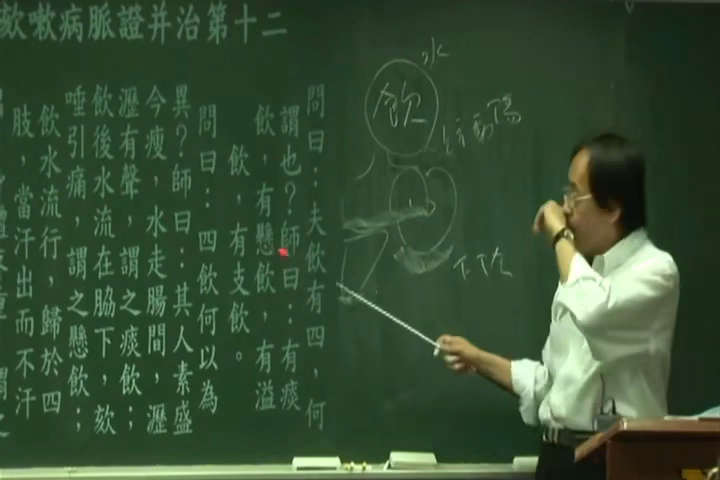 欬嗽病脈證并治第十二
問曰：夫飲有四，何
謂也？師曰：有痰
飲，有懸飲，有溢
飲，有支飲。
問曰：四飲何以為
異？師曰：其人素盛
今瘦，水走腸間，瀝
瀝有聲，謂之痰飲；
飲後水流在脇下，欬
唾引痛，謂之懸飲；
飲水流行，歸於四
肢，當汗出而不汗
水
飲